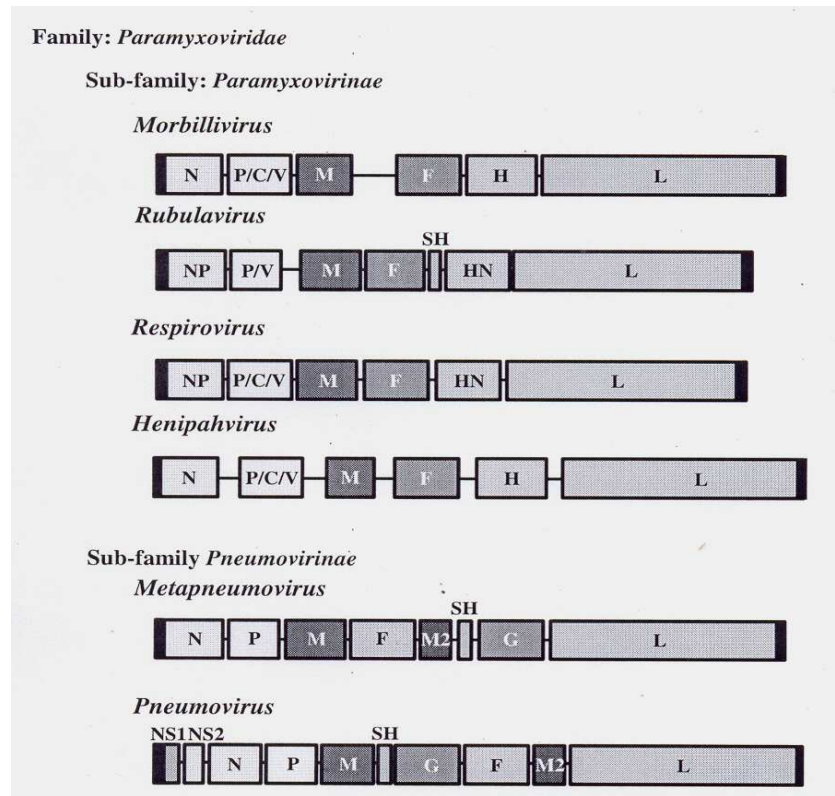 Family: Paramyxoviridae
Sub-family: Paramyxovirinae
Morbillivirus
N P/C/V M F H L
Rubulavirus
SH
NP P/V M F HN L
Respirovirus
NP P/C/V M F HN L
Henipahvirus
N P/C/V M F H L
Sub-family Pneumovirinae
Metapneumovirus
SH
N P M F M2 G L
Pneumovirus
NS1 NS2 SH
N P M G F M2 L